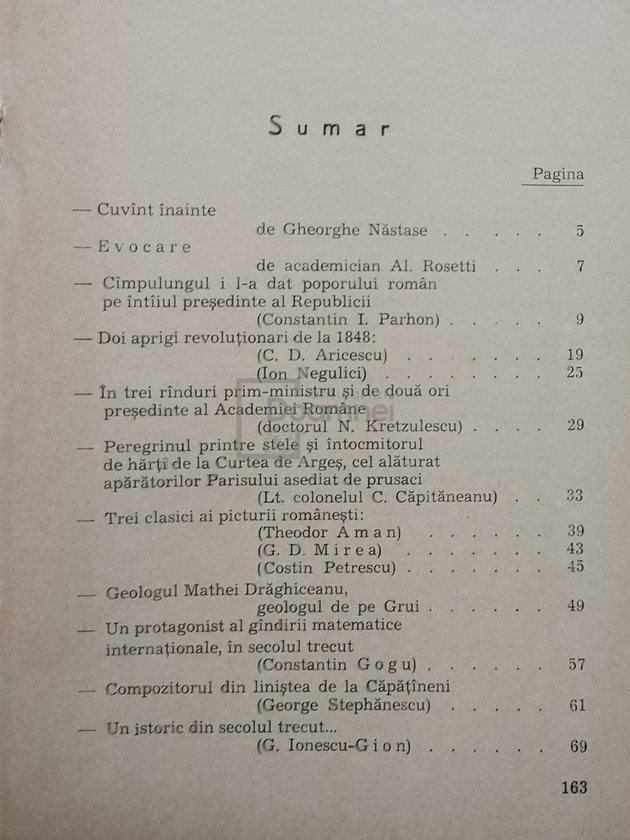 Sumar
Pagina
— Cuvînt înainte
de Gheorghe Năstase . . . . . 5
— Evocare
de academician Al. Rosetti . . . 7
— Cîmpulungul i l-a dat poporului român
pe întîiul președinte al Republicii
(Constantin I. Parhon) . . . . . 9
— Doi aprigi revoluționari de la 1848:
(C. D. Aricescu) . . . . . . . 19
(Ion Negulici) . . . . . . . . 25
— În trei rînduri prim-ministru și de două ori
președinte al Academiei Române
(doctorul N. Kretzulescu) . . . . 29
— Peregrinul printre stele și întocmitorul
de hărți de la Curtea de Argeș, cel alăturat
apărătorilor Parisului asediat de prusaci
(Lt. colonelul C. Căpităneanu) . . 33
— Trei clasici ai picturii românești:
(Theodor Aman) . . . . . . 39
(G. D. Mirea) . . . . . . . 43
(Costin Petrescu) . . . . . . . 45
— Geologul Mathei Drăghiceanu,
geologul de pe Grui . . . . . . 49
— Un protagonist al gîndirii matematice
internaționale, în secolul trecut
(Constantin Gogu) . . . . . . 57
— Compozitorul din liniștea de la Căpățîneni
(George Stephănescu) . . . . . 61
— Un istoric din secolul trecut...
(G. Ionescu-Gion) . . . . . . 69
163